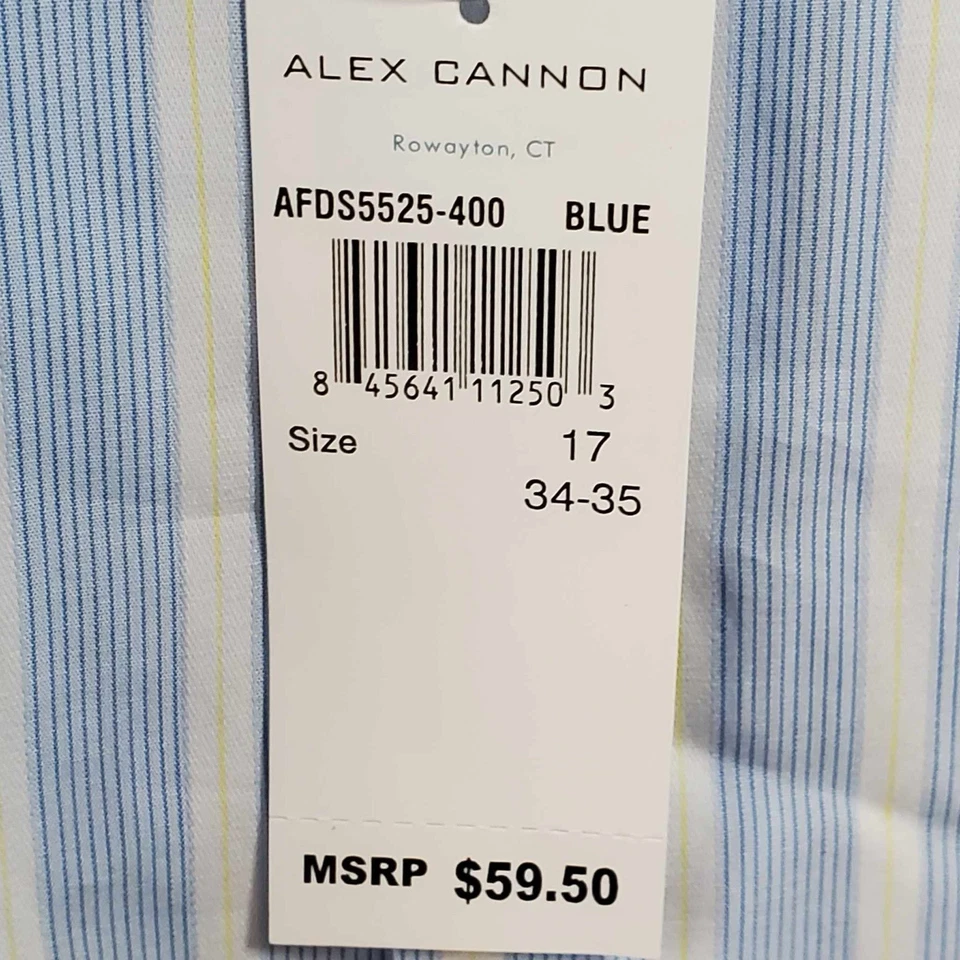 ALEX CANNON
Rowayton, CT
AFDS5525-400 BLUE
8 45641 11250 3
Size 17
34-35
MSRP $59.50